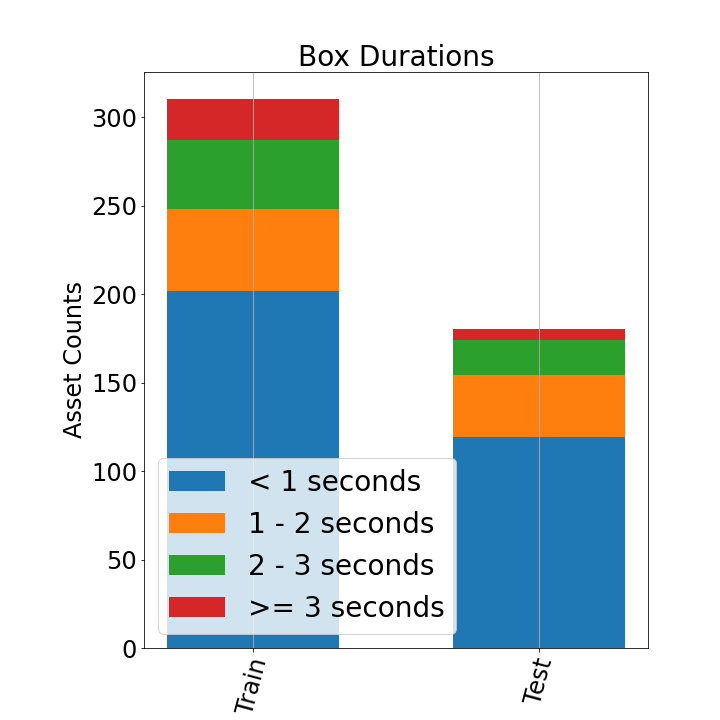 Box Durations
Asset Counts
300
250
200
150
100
50
0
< 1 seconds
1 - 2 seconds
2 - 3 seconds
>= 3 seconds
Train
Test